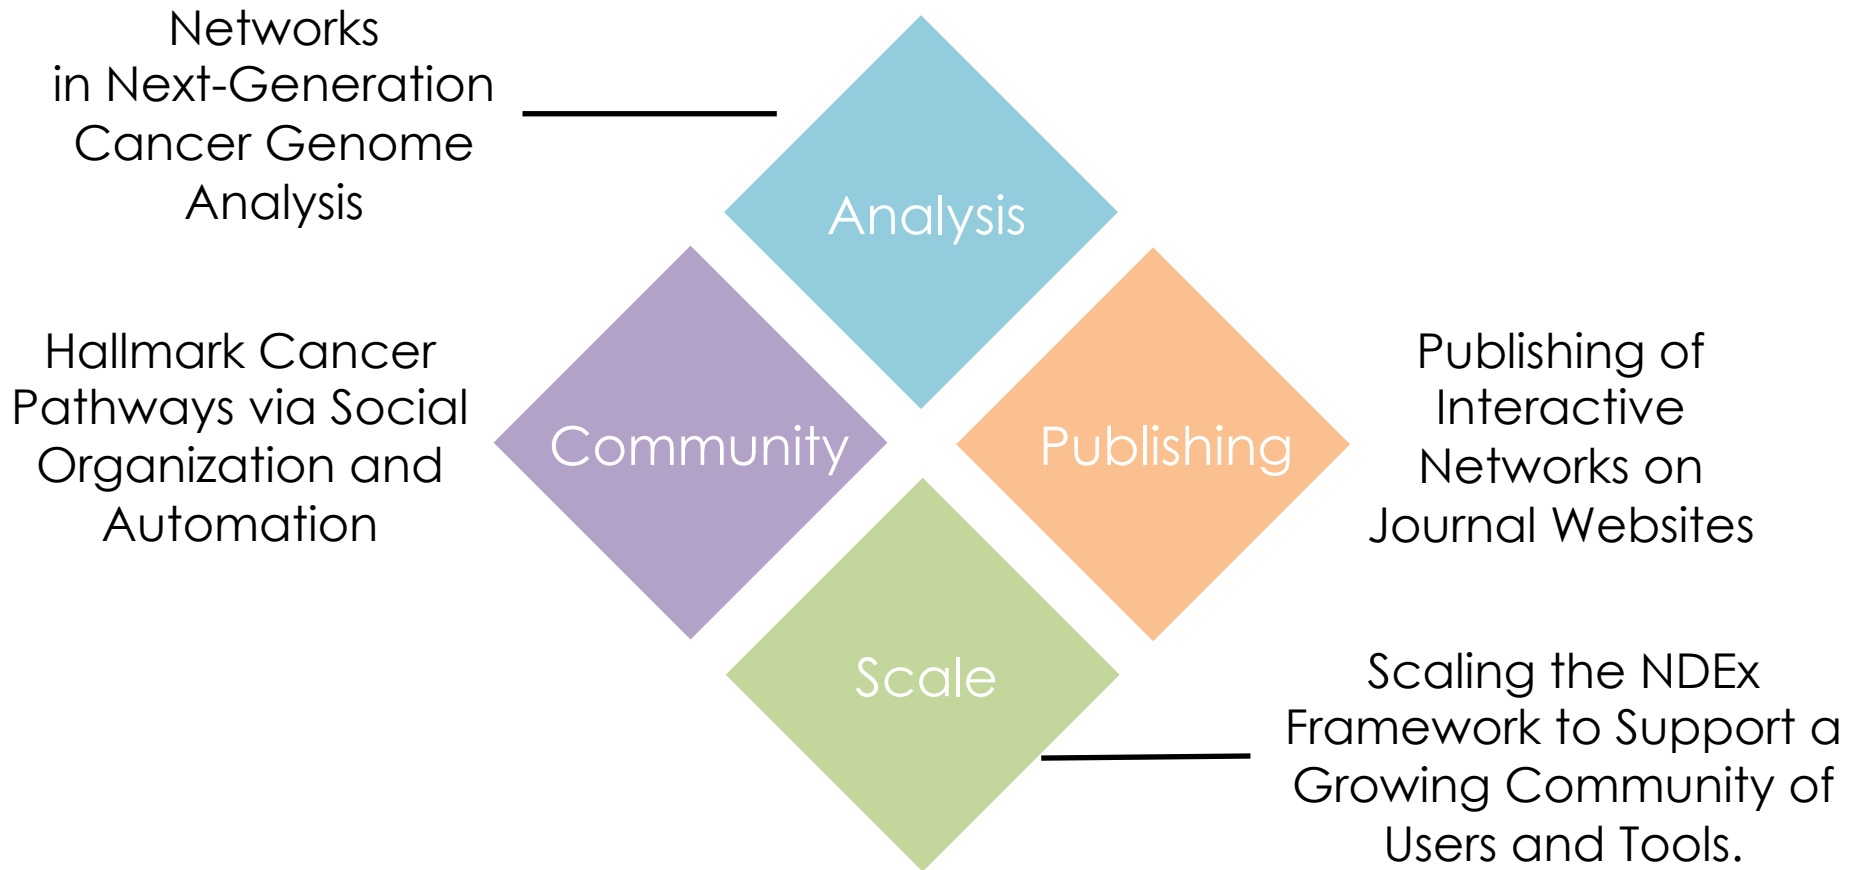 Networks
in Next-Generation
Cancer Genome
Analysis
Analysis
Hallmark Cancer
Pathways via Social
Organization and
Automation
Community
Publishing
Publishing of
Interactive
Networks on
Journal Websites
Scale
Scaling the NDEx
Framework to Support a
Growing Community of
Users and Tools.